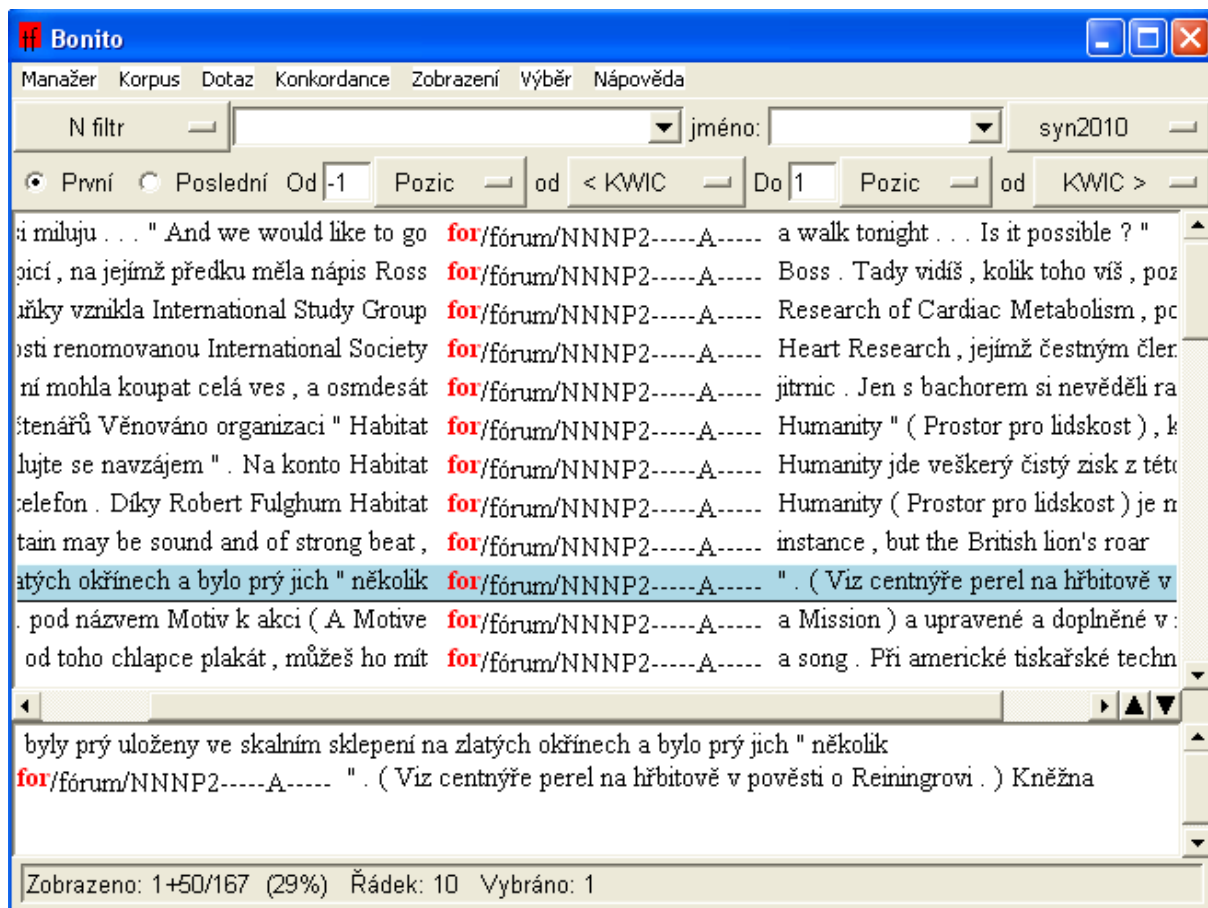 Bonito
Manažer Korpus Dotaz Konkordance Zobrazení Výběr Nápověda
N filtr jméno: syn2010
První Poslední Od -1 Pozic od < KWIC Do 1 Pozic od KWIC >
si miluju . . . " And we would like to go for/fórum/NNNP2-----A----- a walk tonight . . . Is it possible ? "
, na jejímž předku měla nápis Ross for/fórum/NNNP2-----A----- Boss . Tady vidíš , kolik toho víš ,
vznikla International Study Group for/fórum/NNNP2-----A----- Research of Cardiac Metabolism ,
renomovanou International Society for/fórum/NNNP2-----A----- Heart Research , jejímž čestným
ní mohla koupat celá ves , a osmdesát for/fórum/NNNP2-----A----- jitrnic . Jen s bachorem si nevěděli
Věnováno organizaci " Habitat for/fórum/NNNP2-----A----- Humanity " ( Prostor pro lidskost ) ,
se navzájem " . Na konto Habitat for/fórum/NNNP2-----A----- Humanity jde veškerý čistý zisk z
telefon . Díky Robert Fulghum Habitat for/fórum/NNNP2-----A----- Humanity ( Prostor pro lidskost ) je
tain may be sound and of strong beat , for/fórum/NNNP2-----A----- instance , but the British lion's roar
zlatých okřínech a bylo prý jich " několik for/fórum/NNNP2-----A----- " . ( Viz centnýře perel na hřbitově v
. pod názvem Motiv k akci ( A Motive for/fórum/NNNP2-----A----- a Mission ) a upravené a doplněné v
od toho chlapce plakát , můžeš ho mít for/fórum/NNNP2-----A----- a song . Při americké tiskařské techn
byly prý uloženy ve skalním sklepení na zlatých okřínech a bylo prý jich " několik
for/fórum/NNNP2-----A----- " . ( Viz centnýře perel na hřbitově v pověsti o Reiningrovi . ) Kněžna
Zobrazeno: 1+50/167 (29%) Řádek: 10 Vybráno: 1